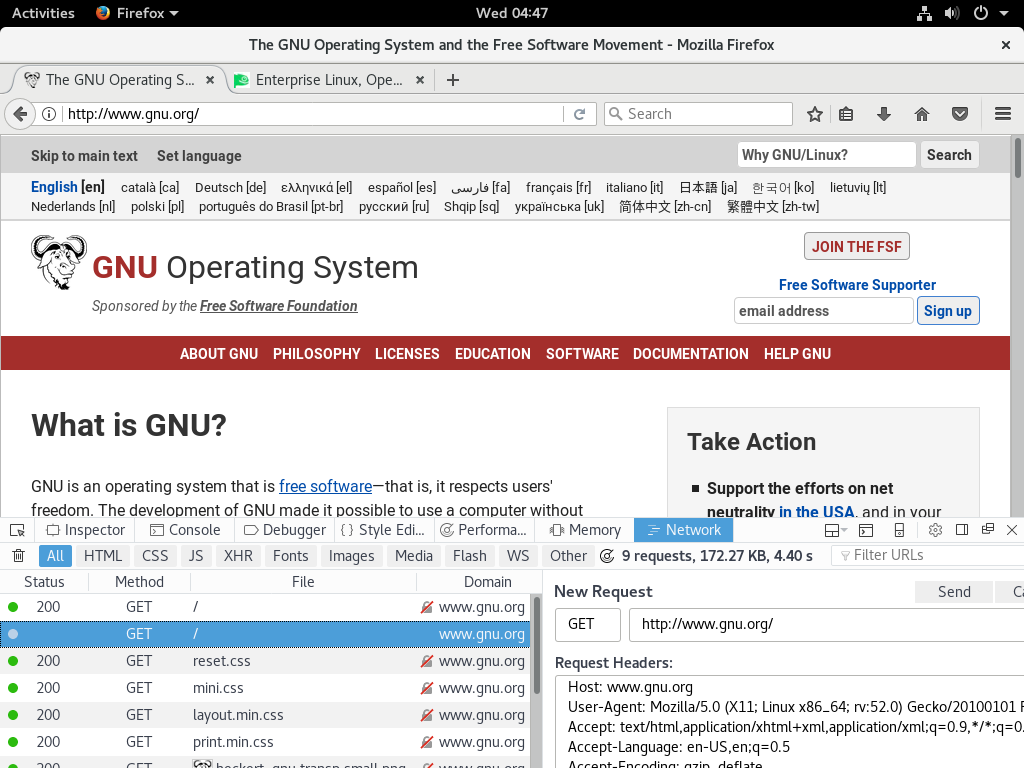 Activities Firefox Wed 04:47
The GNU Operating System and the Free Software Movement - Mozilla Firefox
The GNU Operating S... Enterprise Linux, Ope...
http://www.gnu.org/ Search
Skip to main text Set language Why GNU/Linux? Search
English [en] català [ca] Deutsch [de] ελληνικά [el] español [es] فارسی [fa] français [fr] italiano [it] 日本語 [ja] 한국어 [ko] lietuvių [lt]
Nederlands [nl] polski [pl] português do Brasil [pt-br] русский [ru] Shqip [sq] українська [uk] 简体中文 [zh-cn] 繁體中文 [zh-tw]
JOIN THE FSF
GNU Operating System
Free Software Supporter
Sponsored by the Free Software Foundation
email address Sign up
ABOUT GNU PHILOSOPHY LICENSES EDUCATION SOFTWARE DOCUMENTATION HELP GNU
What is GNU?
Take Action
GNU is an operating system that is free software—that is, it respects users'
freedom. The development of GNU made it possible to use a computer without
Support the efforts on net
neutrality in the USA, and in your
Inspector Console Debugger Style Edi... Performa... Memory Network
All HTML CSS JS XHR Fonts Images Media Flash WS Other 9 requests, 172.27 KB, 4.40 s Filter URLs
Status Method File Domain
200 GET / www.gnu.org
GET / www.gnu.org
200 GET reset.css www.gnu.org
200 GET mini.css www.gnu.org
200 GET layout.min.css www.gnu.org
200 GET print.min.css www.gnu.org
200 GET heckert_gnu.transp.small.png www.gnu.org
New Request Send
GET http://www.gnu.org/
Request Headers:
Host: www.gnu.org
User-Agent: Mozilla/5.0 (X11; Linux x86_64; rv:52.0) Gecko/20100101
Accept: text/html,application/xhtml+xml,application/xml;q=0.9,*/*;q=0.
Accept-Language: en-US,en;q=0.5
Accept-Encoding: gzip, deflate